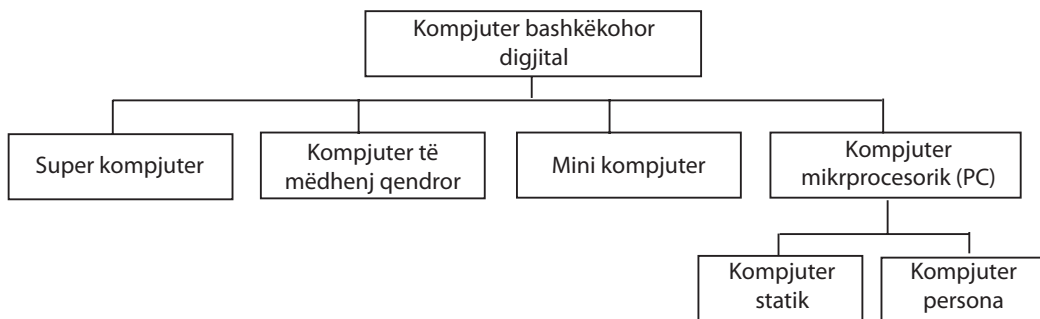 Kompjuter bashkëkohor
digjital
Super kompjuter
Kompjuter të
mëdhenj qendror
Mini kompjuter
Kompjuter
mikrprocesorik (PC)
Kompjuter
statik
Kompjuter
persona